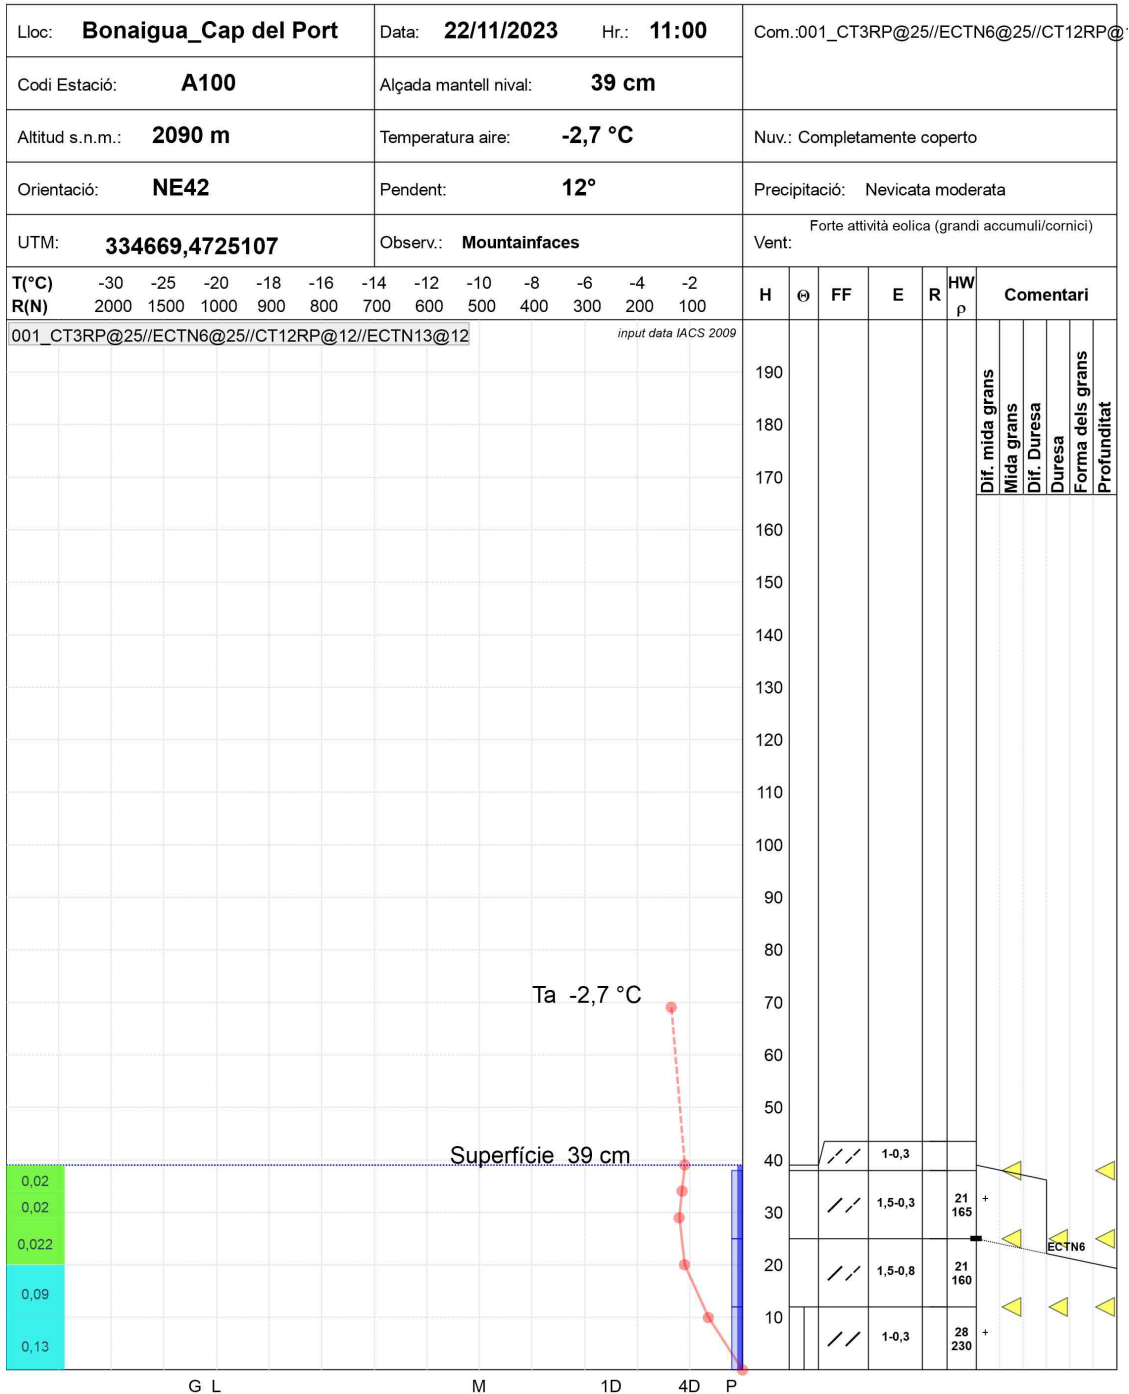 Lloc: Bonaigua_Cap del Port Data: 22/11/2023 Hr.: 11:00 Com.:001_CT3RP@25//ECTN6@25//CT12RP@1
Codi Estació: A100 Alçada mantell nival: 39 cm
Altitud s.n.m.: 2090 m Temperatura aire: -2,7 °C Nuv.: Completamente coperto
Orientació: NE42 Pendent: 12° Precipitació: Nevicata moderata
UTM: 334669,4725107 Observ.: Mountainfaces Vent: Forte attività eolica (grandi accumuli/cornici)
T(°C) -30 -25 -20 -18 -16 -14 -12 -10 -8 -6 -4 -2
R(N) 2000 1500 1000 900 800 700 600 500 400 300 200 100
H Θ FF E R HW ρ Comentari
001_CT3RP@25//ECTN6@25//CT12RP@12//ECTN13@12 input data IACS 2009
Dif. mida grans
Mida grans
Dif. Duresa
Duresa
Forma dels grans
Profunditat
190
180
170
160
150
140
130
120
110
100
90
80
Ta -2,7 °C 70
60
50
Superfície 39 cm 40 1-0,3
0,02
0,02 30 1,5-0,3 21 165 +
0,022 ECTN6
20 1,5-0,8 21 160
0,09
10
0,13 1-0,3 28 230 +
G L M 1D 4D P